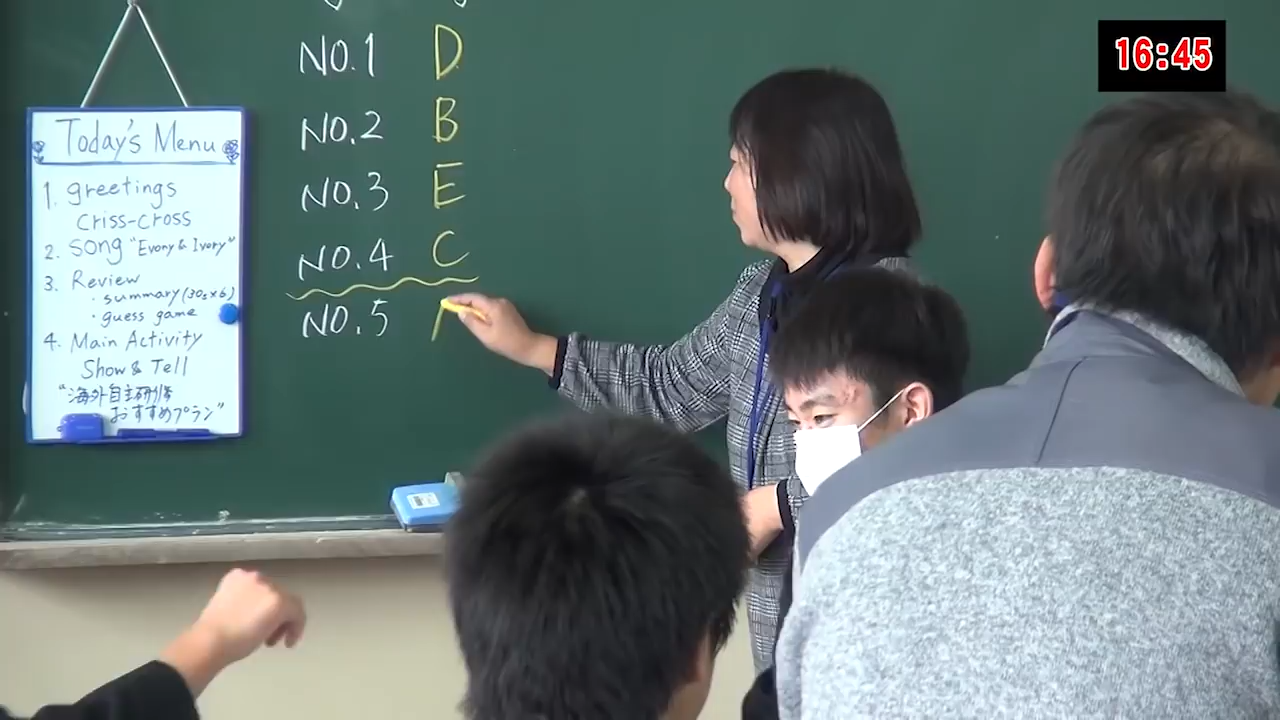 Today's Menu
1. greetings
criss-cross
2. song "Evony & Ivory"
3. Review
・summary (30s×6)
・guess game
4. Main Activity
Show & Tell
"海外自主研修
おすすめプラン"
NO.1 D
NO.2 B
NO.3 E
NO.4 C
NO.5
16:45